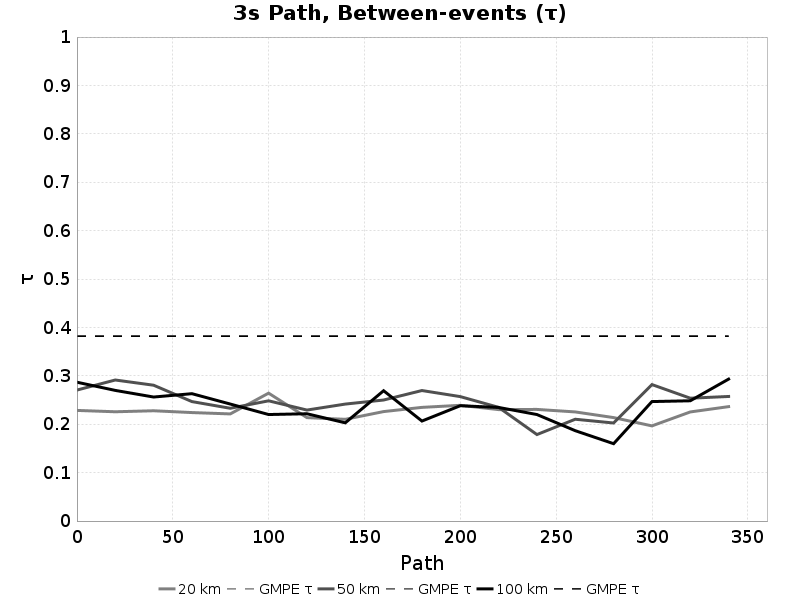 3s Path, Between-events (τ)
1
0.9
0.8
0.7
0.6
0.5
0.4
0.3
0.2
0.1
0
τ
0 50 100 150 200 250 300 350
Path
20 km GMPE τ 50 km GMPE τ 100 km GMPE τ